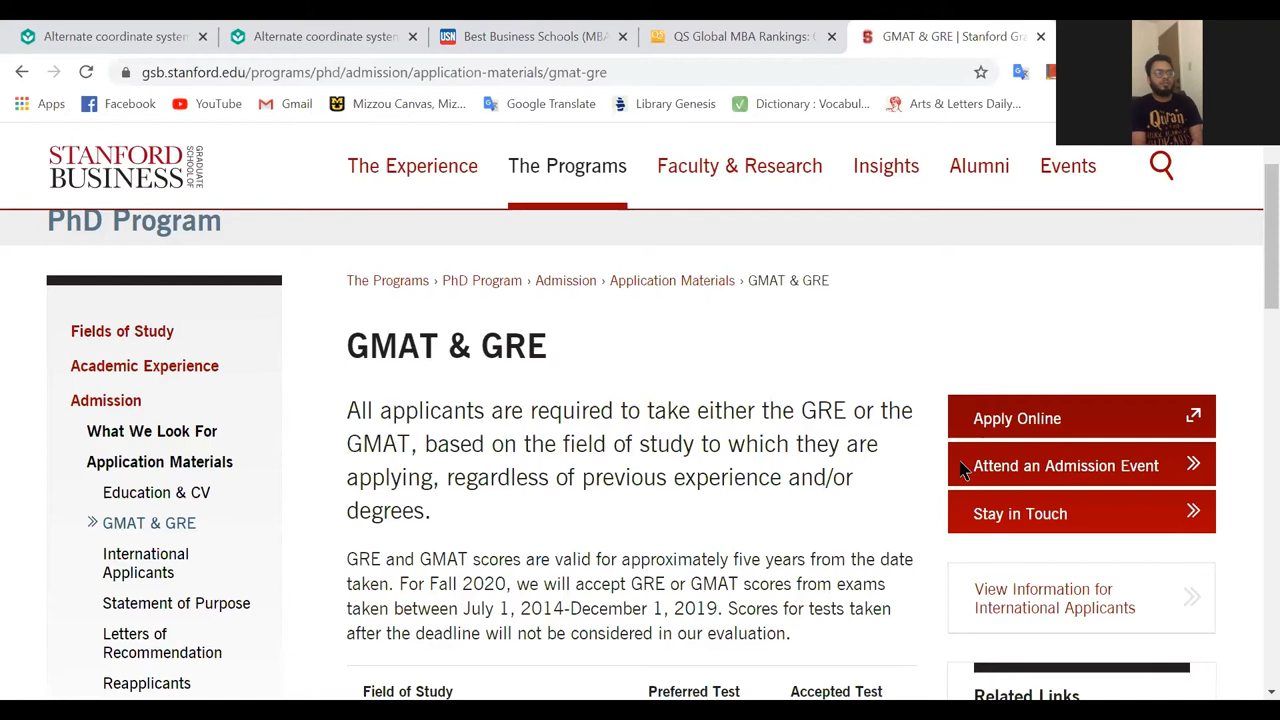 Alternate coordinate system
Alternate coordinate system
USN Best Business Schools (MBA
QS QS Global MBA Rankings:
S GMAT & GRE | Stanford Gra
gsb.stanford.edu/programs/phd/admission/application-materials/gmat-gre
Apps Facebook YouTube Gmail Mizzou Canvas, Miz... Google Translate Library Genesis Dictionary : Vocabul... Arts & Letters Daily...
STANFORD
BUSINESS
GRADUATE
SCHOOL OF
The Experience The Programs Faculty & Research Insights Alumni Events
PhD Program
The Programs › PhD Program › Admission › Application Materials › GMAT & GRE
Fields of Study
Academic Experience
Admission
What We Look For
Application Materials
Education & CV
GMAT & GRE
International
Applicants
Statement of Purpose
Letters of
Recommendation
Reapplicants
GMAT & GRE
All applicants are required to take either the GRE or the
GMAT, based on the field of study to which they are
applying, regardless of previous experience and/or
degrees.
GRE and GMAT scores are valid for approximately five years from the date
taken. For Fall 2020, we will accept GRE or GMAT scores from exams
taken between July 1, 2014-December 1, 2019. Scores for tests taken
after the deadline will not be considered in our evaluation.
Field of Study Preferred Test Accepted Test
Apply Online
Attend an Admission Event
Stay in Touch
View Information for
International Applicants
Related Links
Quran